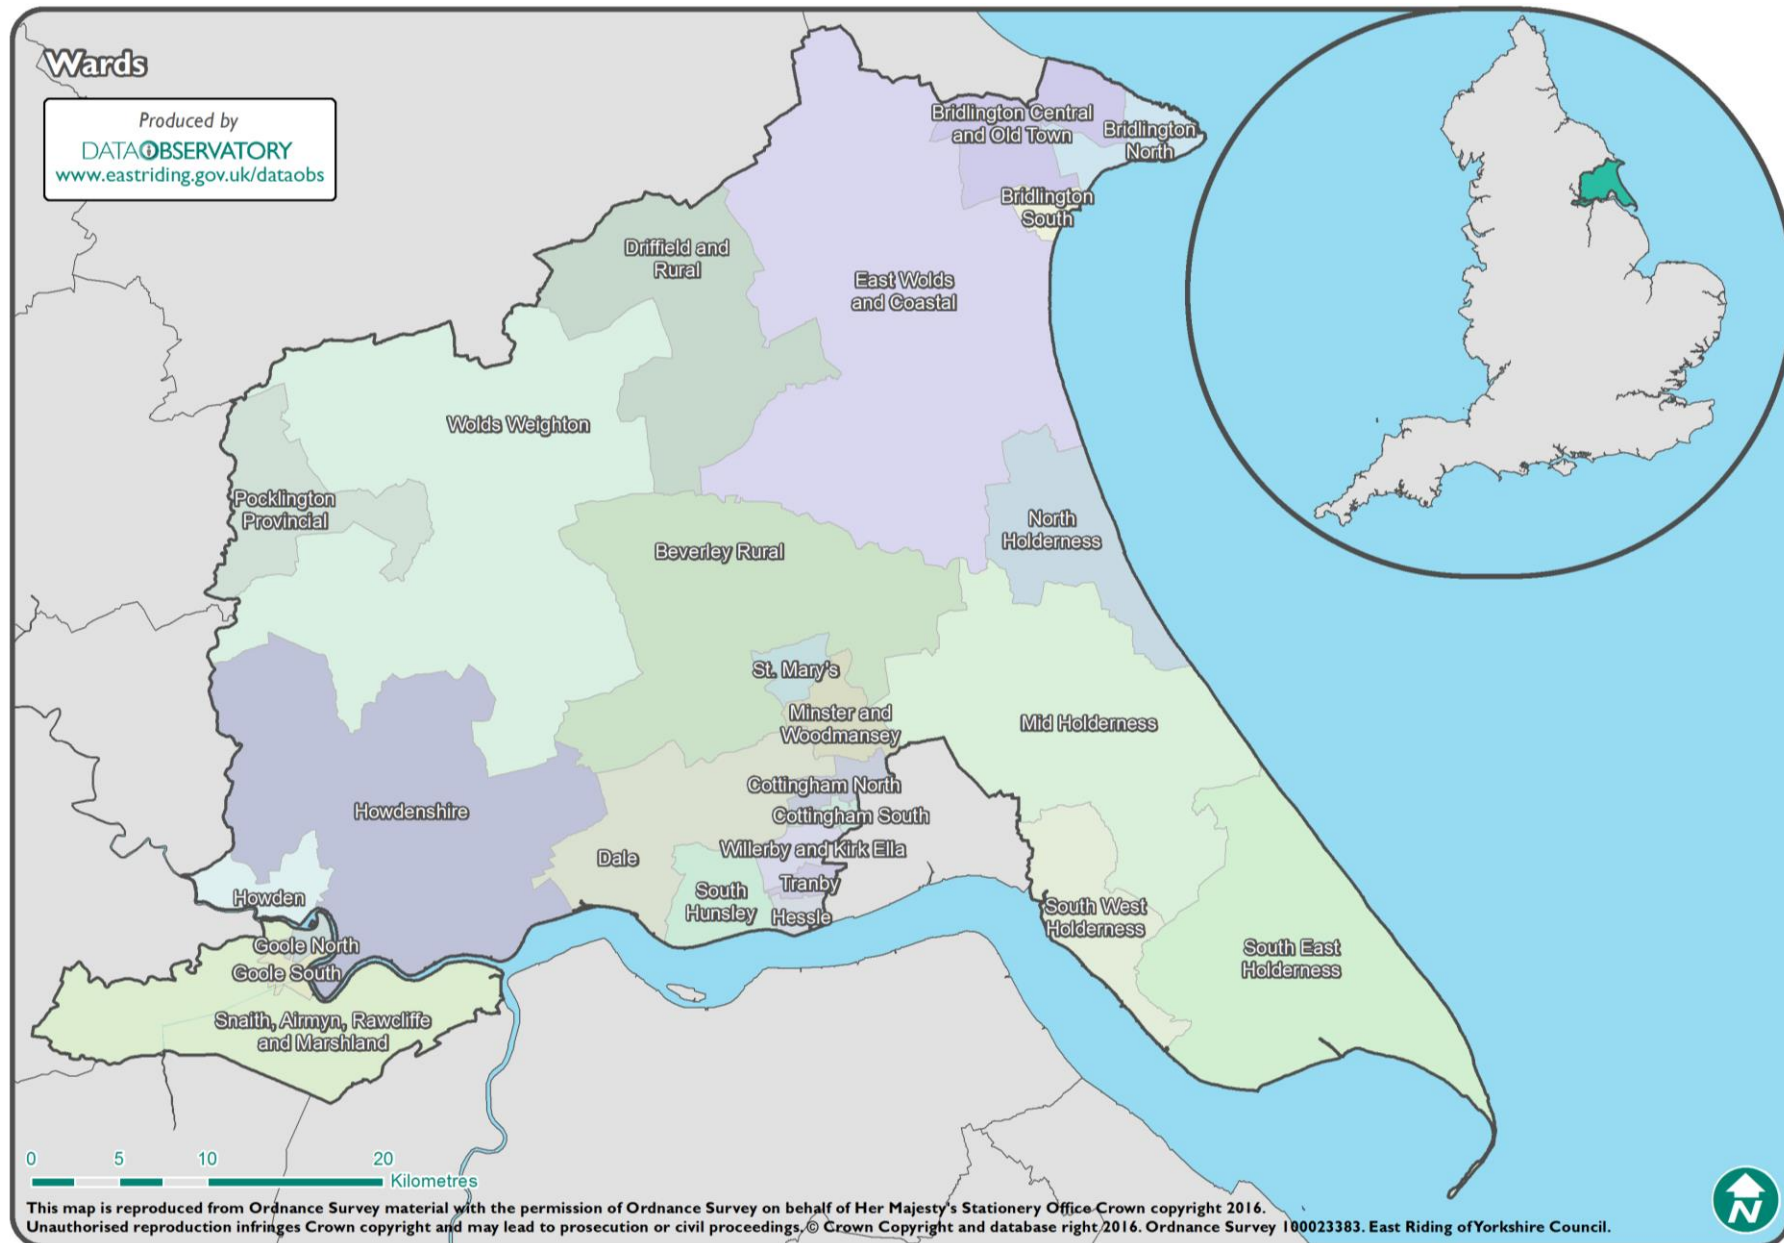 Wards
Produced by
DATA OBSERVATORY
www.eastriding.gov.uk/dataobs
Bridlington Central
and Old Town
Bridlington
North
Bridlington
South
Driffield and
Rural
East Wolds
and Coastal
Wolds Weighton
Pocklington
Provincial
North
Holderness
Beverley Rural
St. Mary's
Minster and
Woodmansey
Mid Holderness
Cottingham North
Cottingham South
Howdenshire
Willerby and Kirk Ella
Dale
Tranby
South
Hunsley
Hessle
Howden
South West
Holderness
Goole North
Goole South
South East
Holderness
Snaith, Airmyn, Rawcliffe
and Marshland
0 5 10 20
Kilometres
This map is reproduced from Ordnance Survey material with the permission of Ordnance Survey on behalf of Her Majesty's Stationery Office Crown copyright 2016.
Unauthorised reproduction infringes Crown copyright and may lead to prosecution or civil proceedings. © Crown Copyright and database right 2016. Ordnance Survey 100023383. East Riding of Yorkshire Council.
N